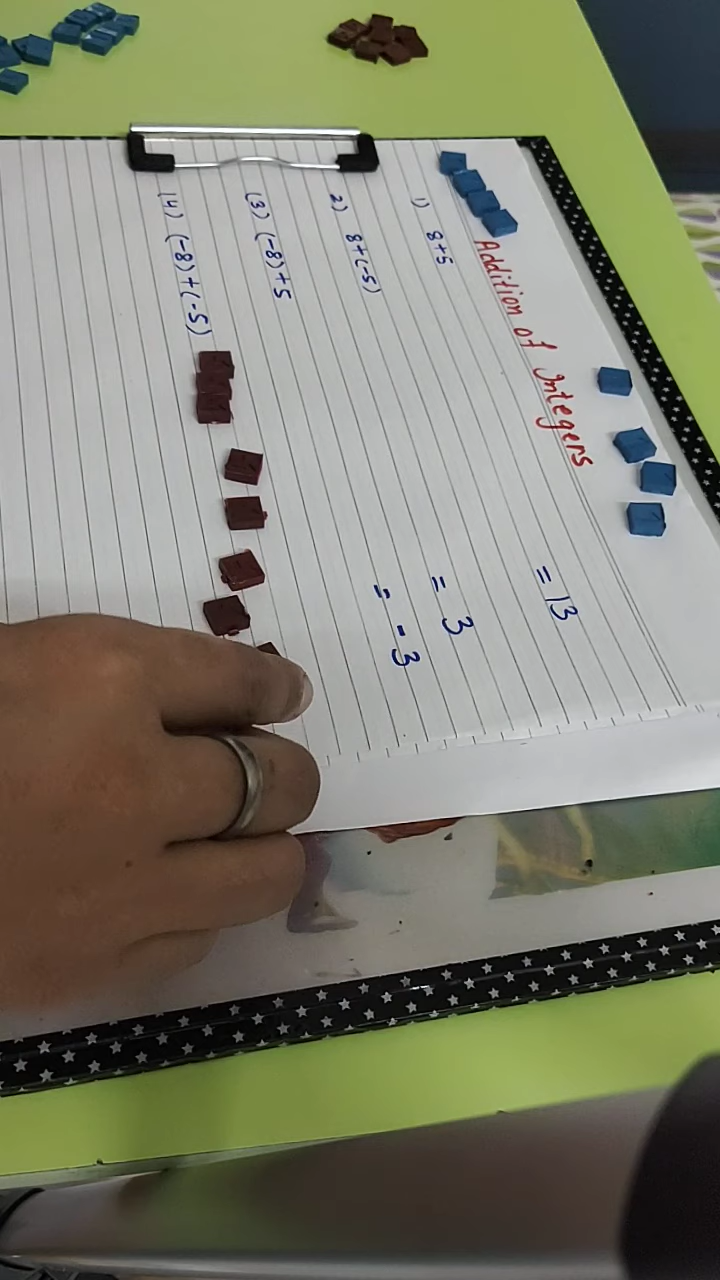 Addition of Integers
1) 8+5 = 13
2) 8+(-5) = 3
(3) (-8)+5 = -3
(4) (-8)+(-5)